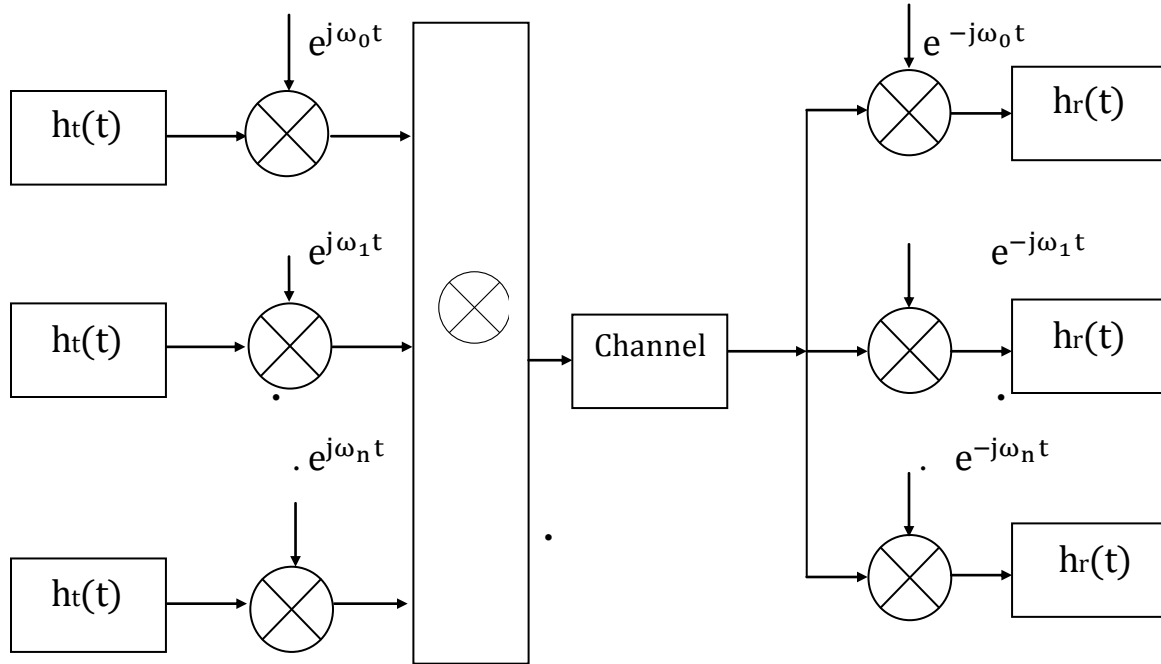 e^{jω₀t}
e^{-jω₀t}
hₜ(t)
hᵣ(t)
e^{jω₁t}
e^{-jω₁t}
hₜ(t)
Channel
hᵣ(t)
e^{jωₙt}
e^{-jωₙt}
hₜ(t)
hᵣ(t)